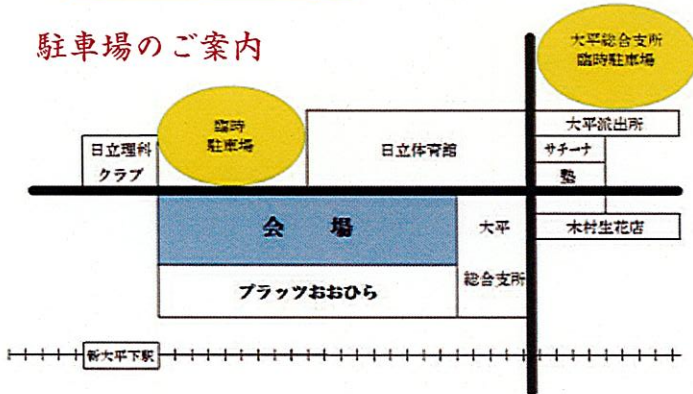 駐車場のご案内
大平総合支所
臨時駐車場
臨時
駐車場
大平派出所
日立理科
クラブ
日立体育館
サチーナ
塾
会　場
大平
総合支所
木村生花店
プラッツおおひら
新大平下駅